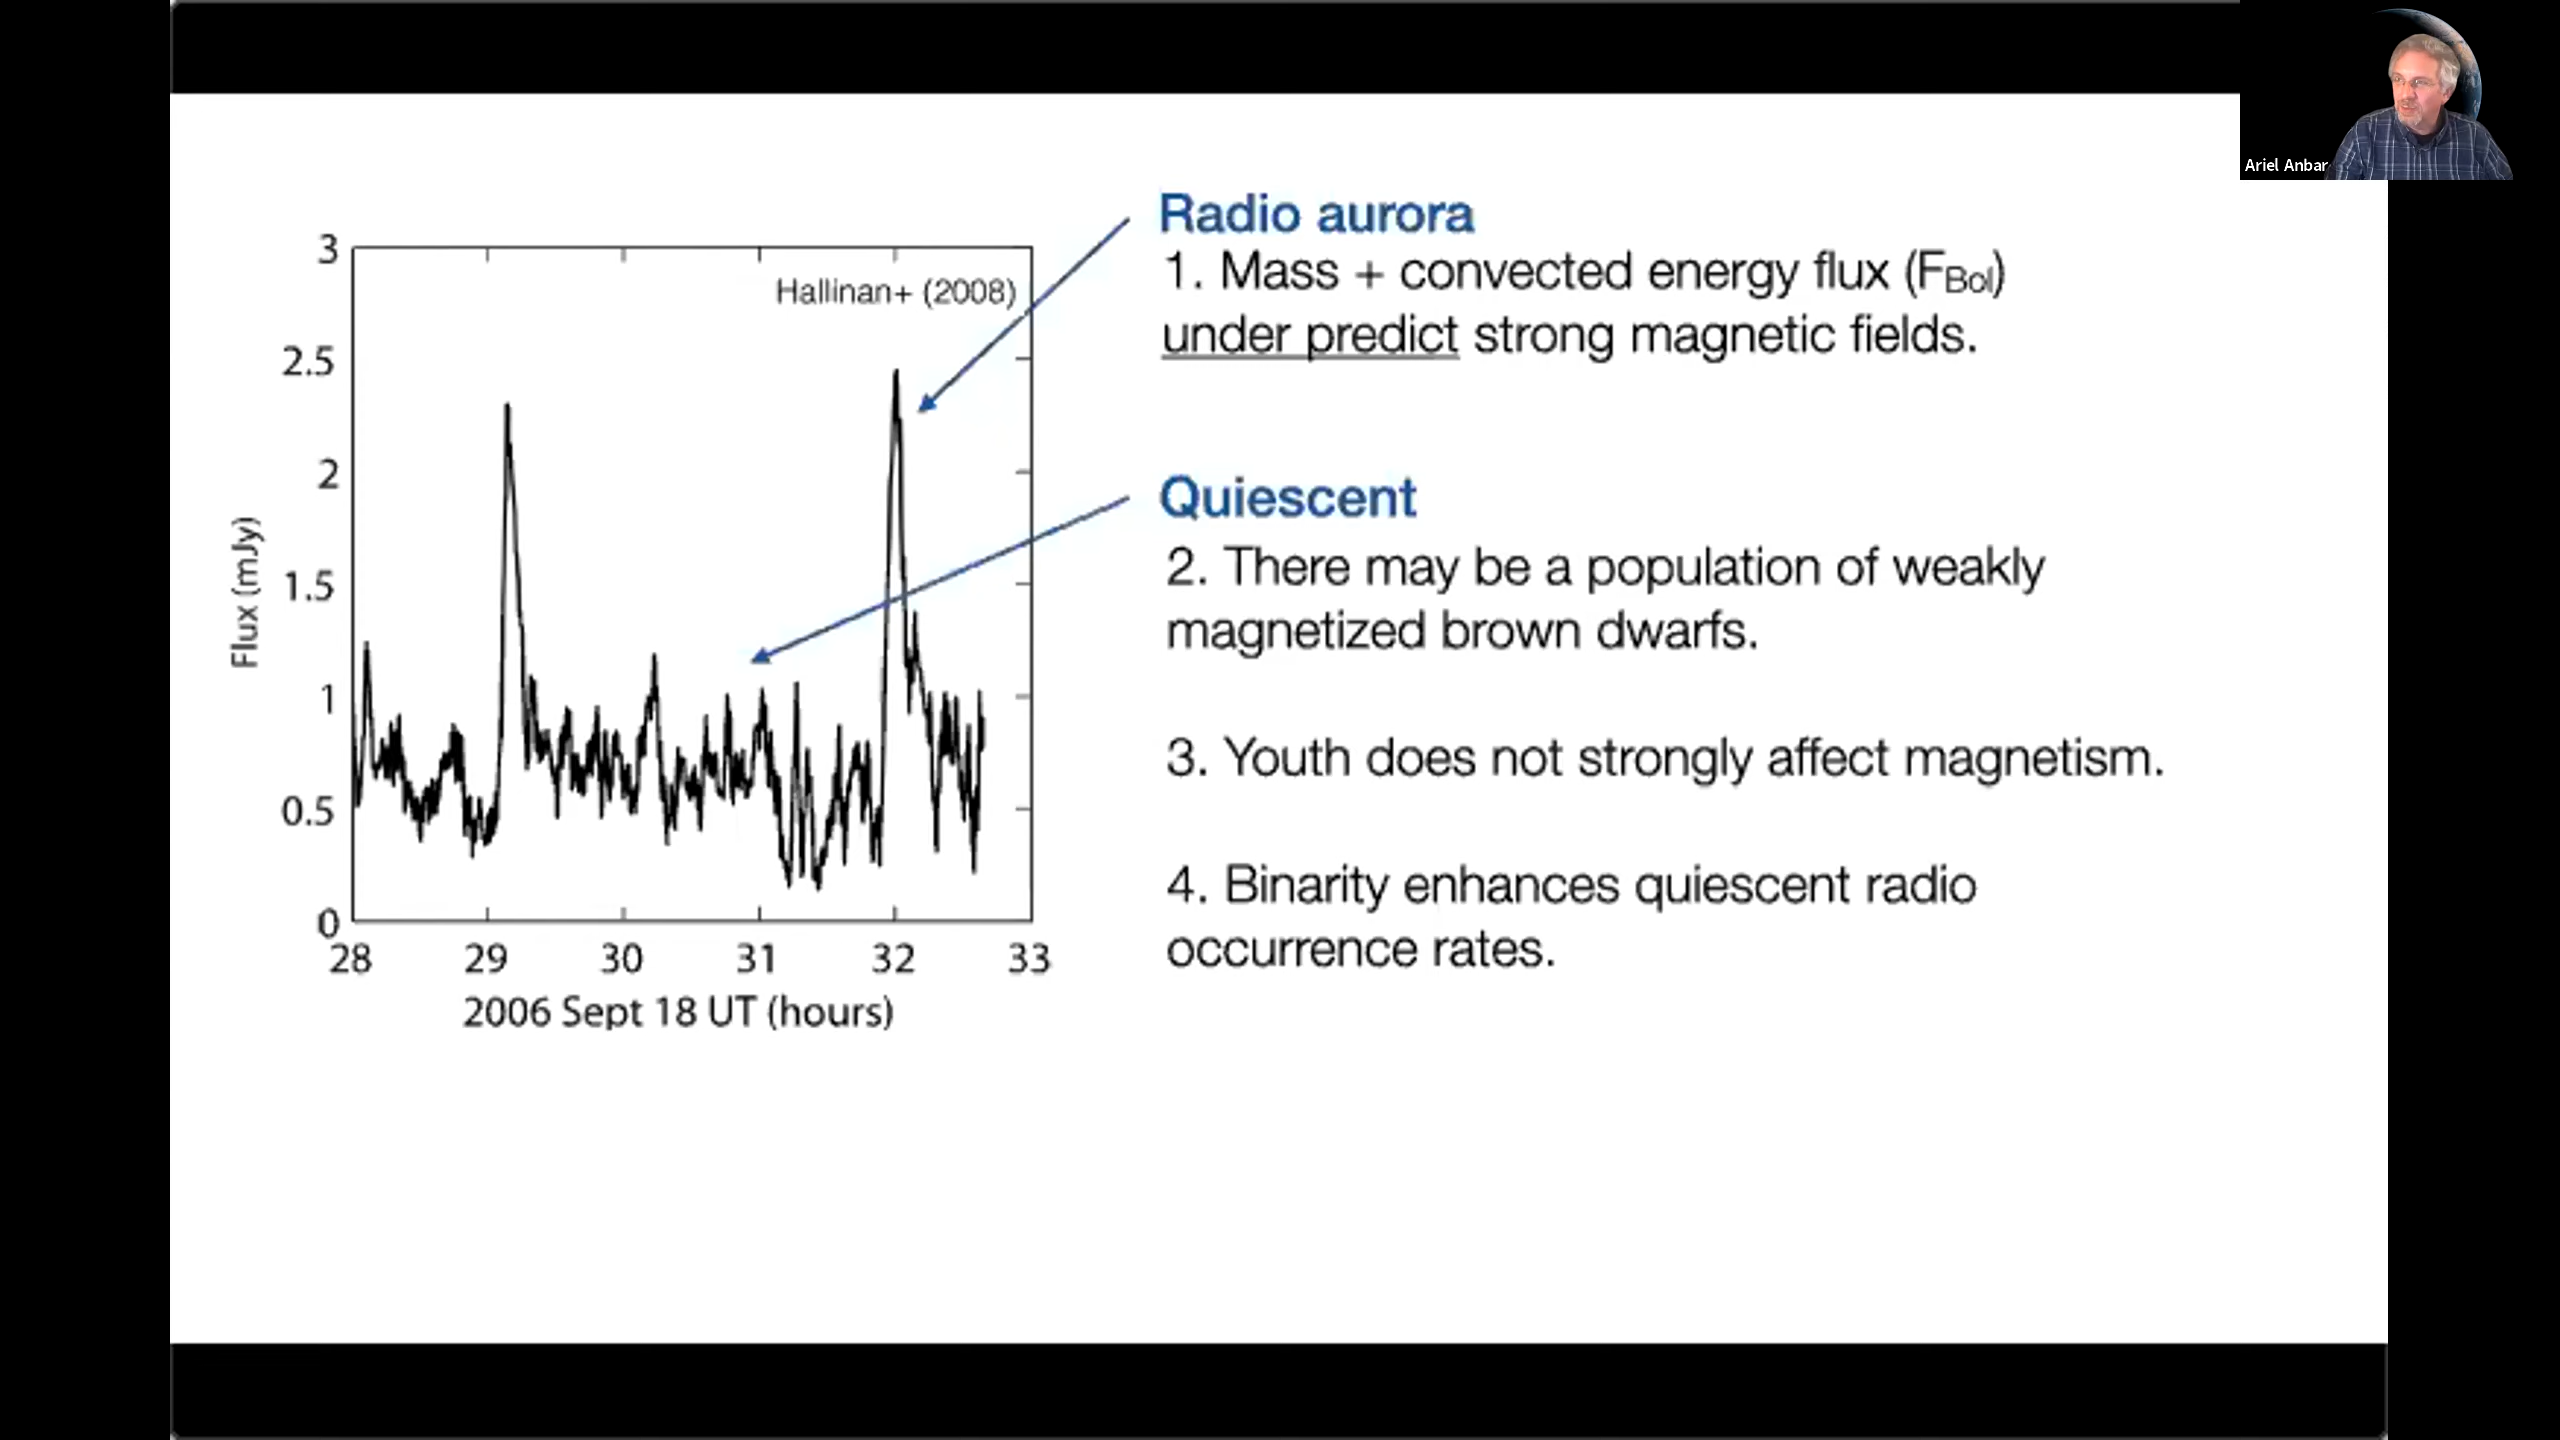 Ariel Anbar
Radio aurora
1. Mass + convected energy flux (FBol)
under predict strong magnetic fields.
Quiescent
2. There may be a population of weakly
magnetized brown dwarfs.
3. Youth does not strongly affect magnetism.
4. Binarity enhances quiescent radio
occurrence rates.
Hallinan+ (2008)
3
2.5
2
1.5
1
0.5
0
Flux (mJy)
28 29 30 31 32 33
2006 Sept 18 UT (hours)